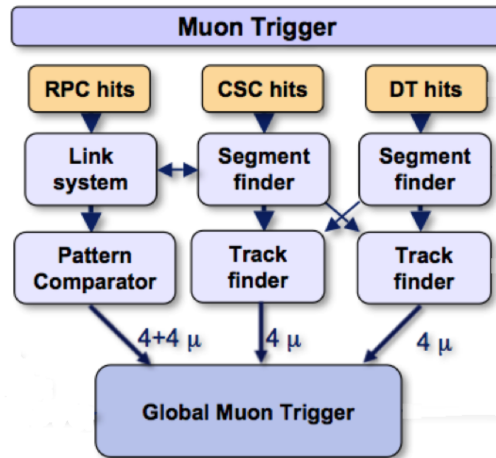 Muon Trigger
RPC hits
CSC hits
DT hits
Link
system
Segment
finder
Segment
finder
Pattern
Comparator
Track
finder
Track
finder
4+4 μ
4 μ
4 μ
Global Muon Trigger